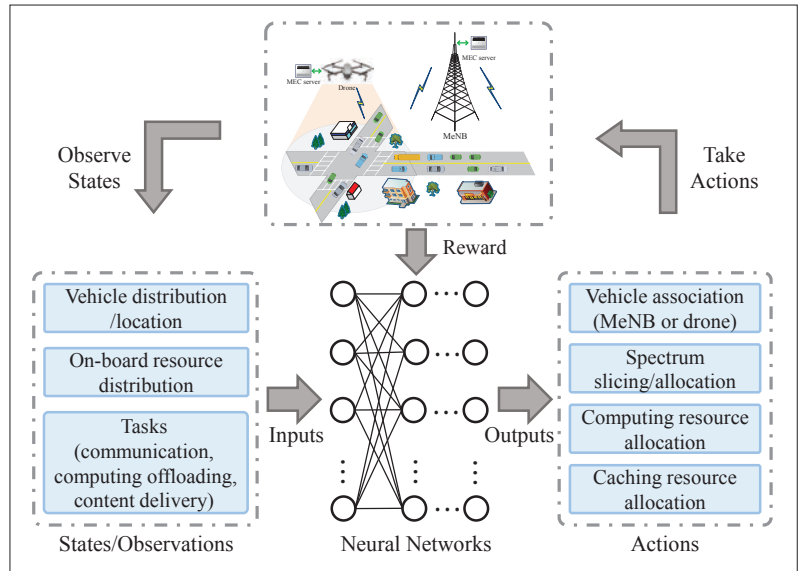 MEC server
MEC server
Drone
MeNB
Observe
States
Take
Actions
Reward
Vehicle distribution
/location
On-board resource
distribution
Tasks
(communication,
computing offloading,
content delivery)
Inputs
Outputs
Vehicle association
(MeNB or drone)
Spectrum
slicing/allocation
Computing resource
allocation
Caching resource
allocation
States/Observations
Neural Networks
Actions